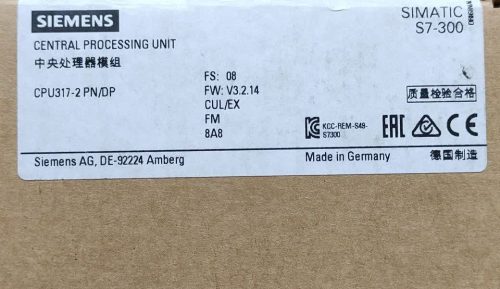 SIEMENS
SIMATIC
S7-300
CENTRAL PROCESSING UNIT
中央处理器模组
CPU317-2 PN/DP
FS: 08
FW: V3.2.14
CUL/EX
FM
8A8
质量检验合格
KCC-REM-S49-
S7300
EAC
CE
Siemens AG, DE-92224 Amberg
Made in Germany
德国制造